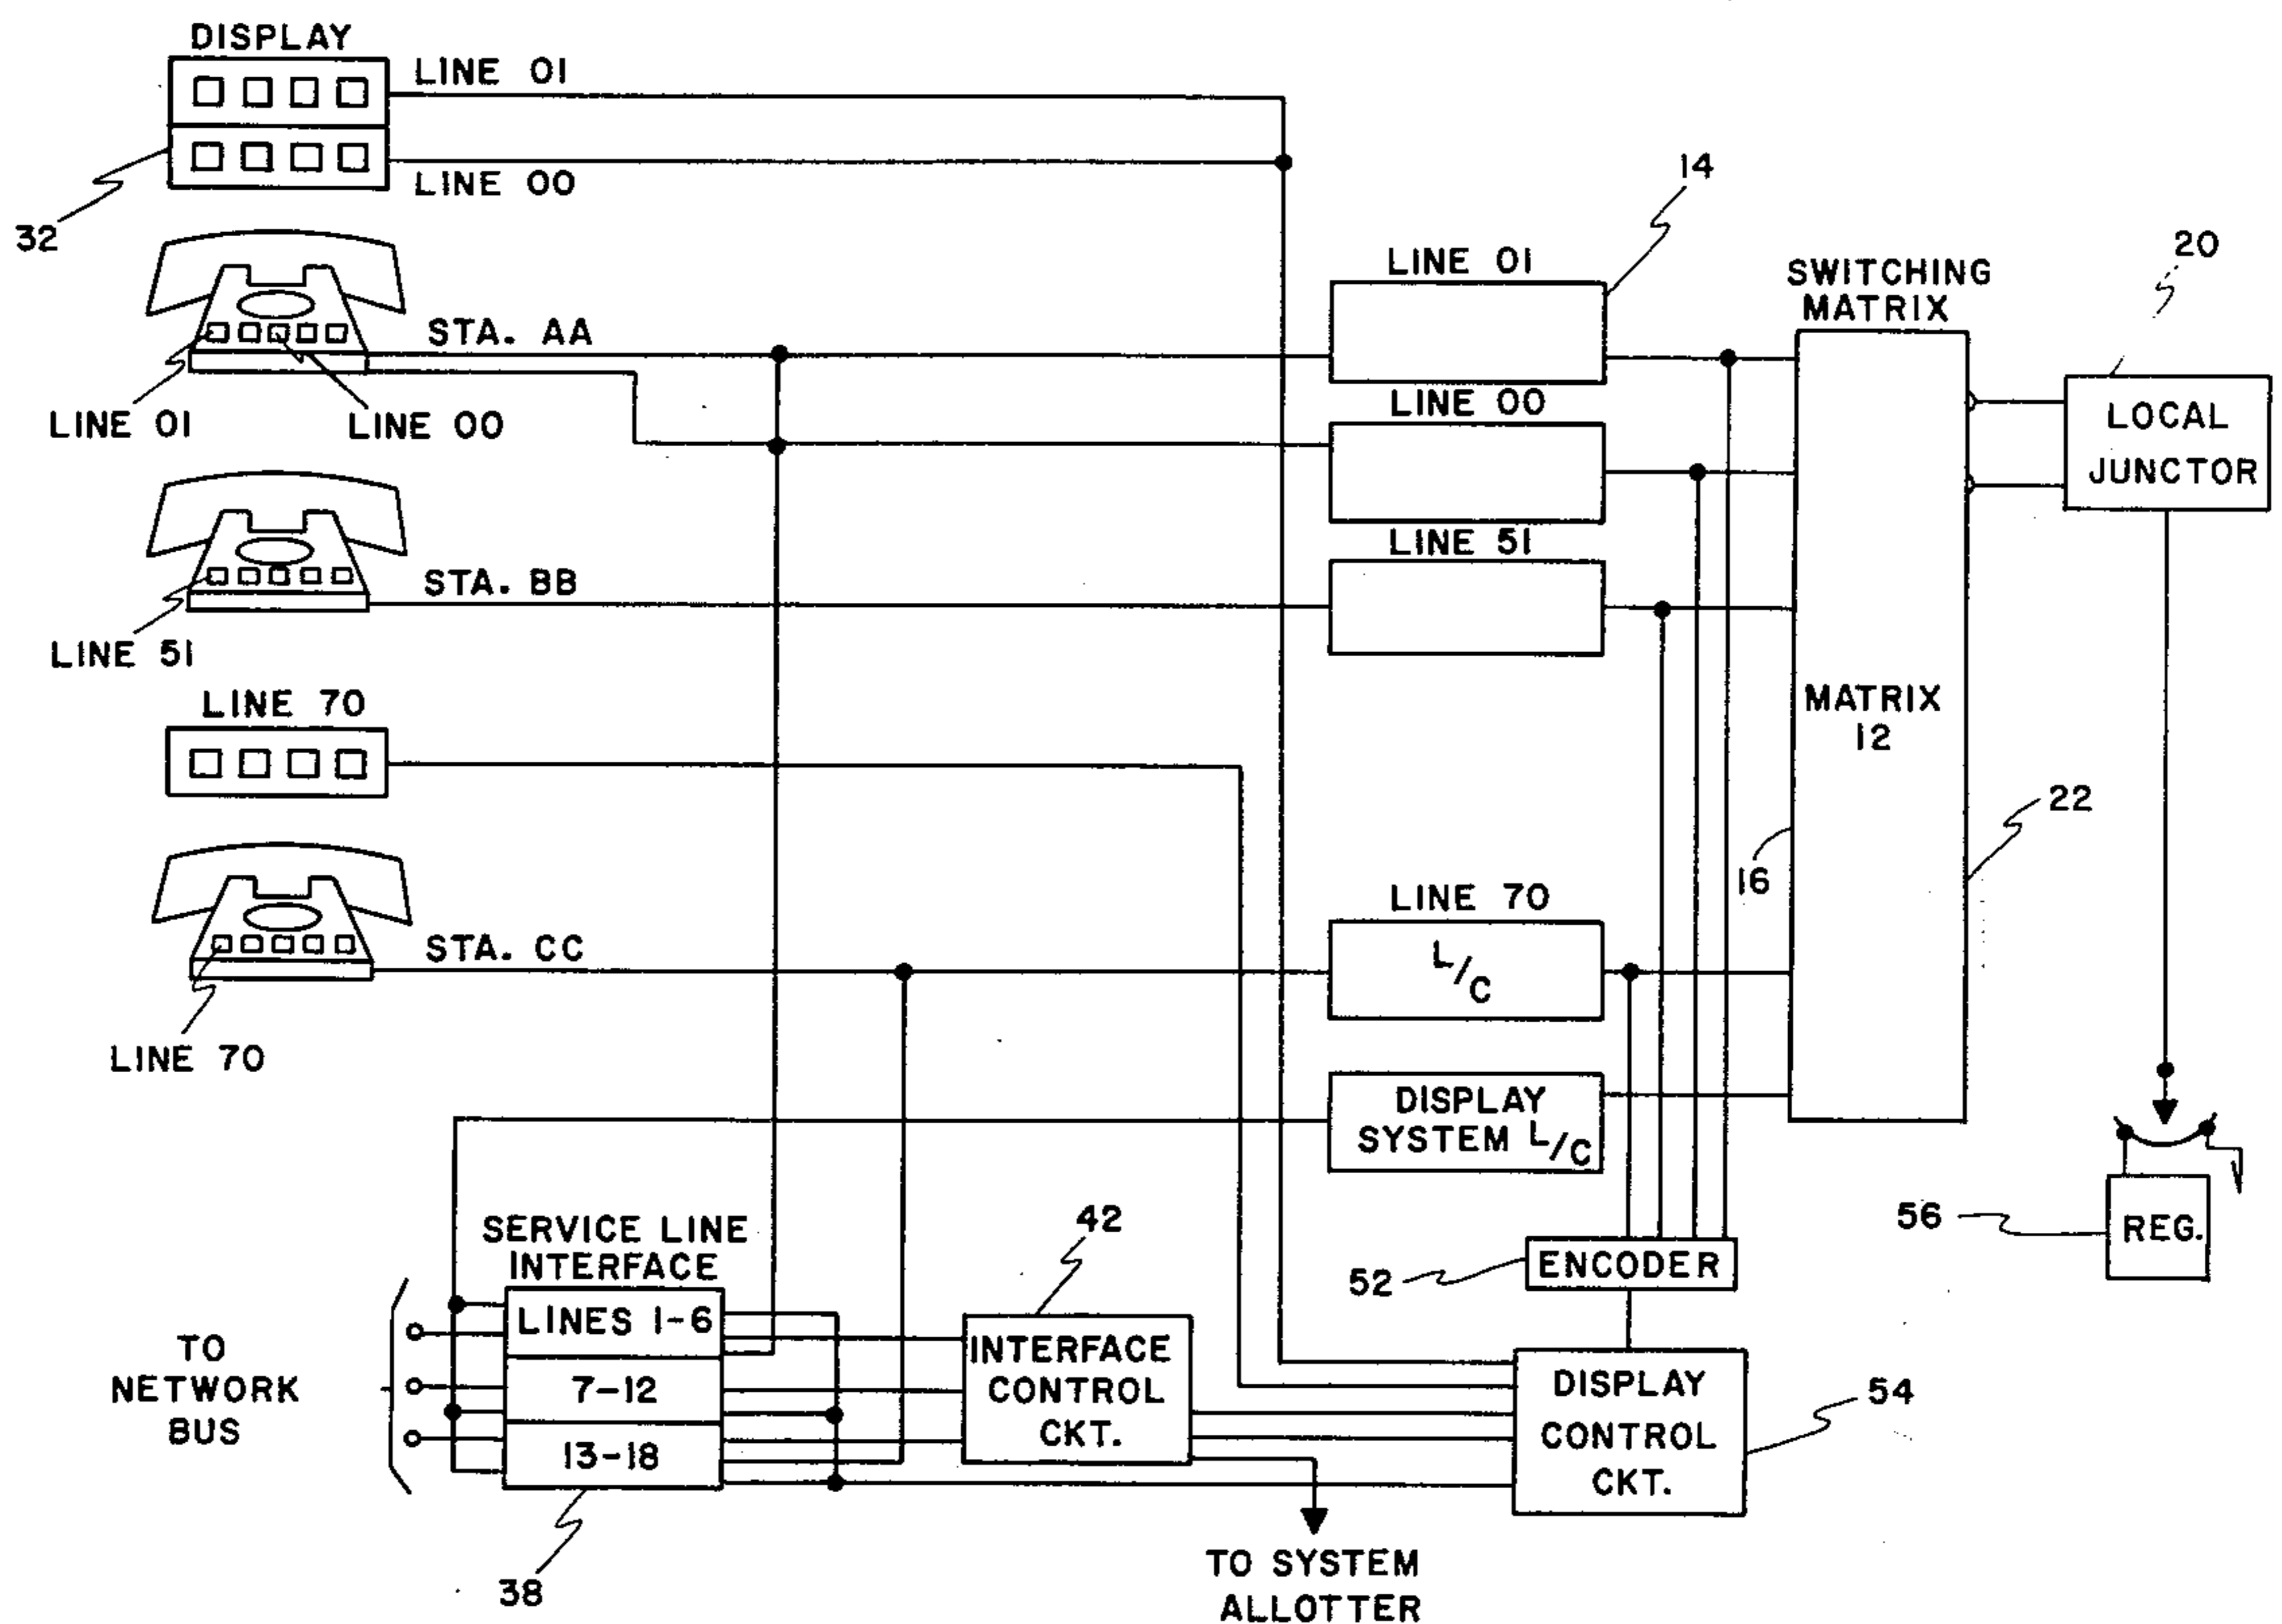 DISPLAY
LINE 01
LINE 00
32
14
LINE 01
SWITCHING
MATRIX
20
STA. AA
LINE 01
LINE 00
LINE 00
LOCAL
JUNCTOR
LINE 51
STA. BB
LINE 51
LINE 70
MATRIX
12
22
16
LINE 70
L/C
STA. CC
LINE 70
DISPLAY
SYSTEM L/C
SERVICE LINE
INTERFACE
42
56
REG.
52
ENCODER
LINES 1-6
7-12
13-18
TO
NETWORK
BUS
INTERFACE
CONTROL
CKT.
DISPLAY
CONTROL
CKT.
54
38
TO SYSTEM
ALLOTTER